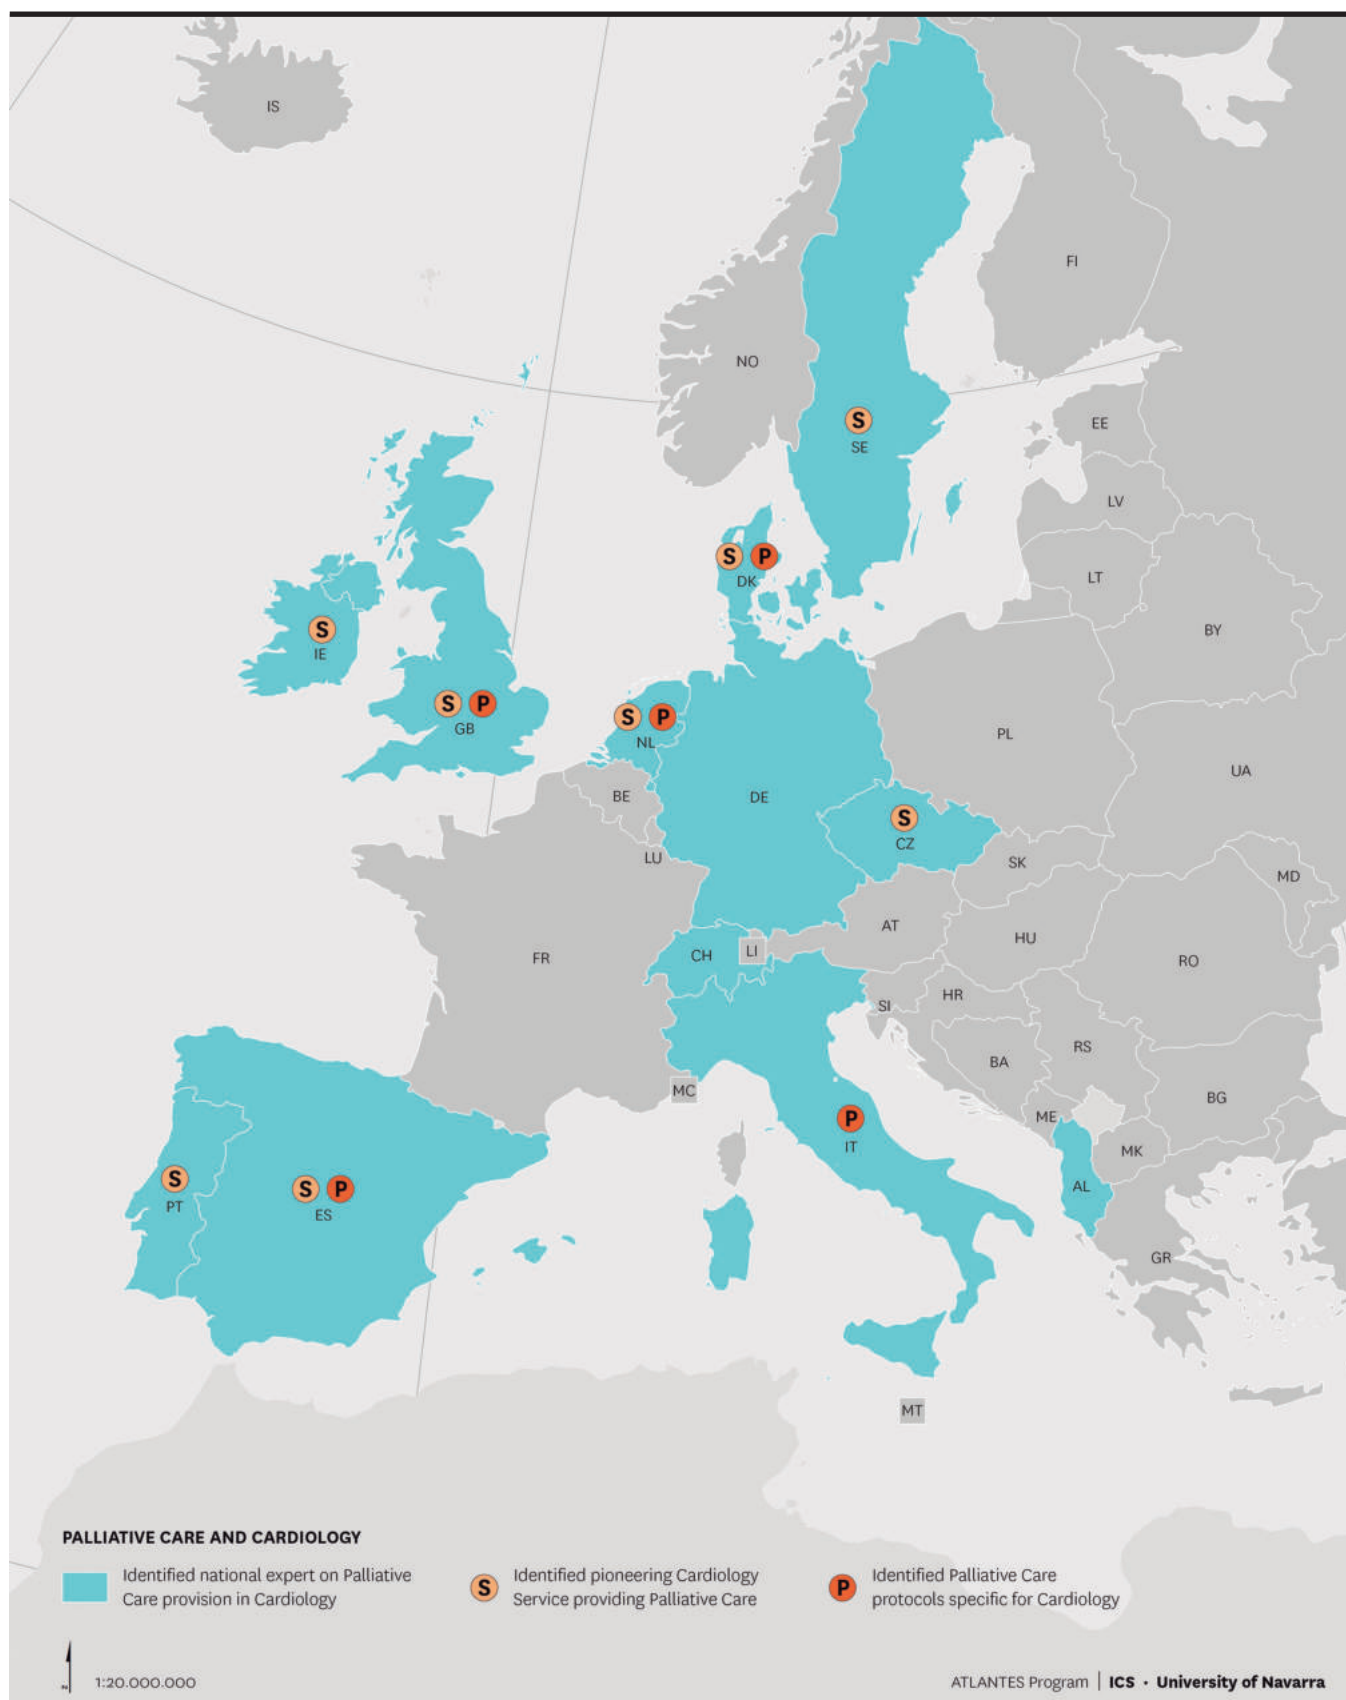 IS
FI
NO
EE
S
SE
LV
S P
DK
LT
BY
S
IE
S P
GB
S P
NL
PL
UA
DE
BE
S
CZ
LU
SK
MD
AT
HU
FR
CH
LI
RO
SI
HR
BA
RS
MC
BG
ME
P
IT
MK
S
PT
S P
ES
AL
GR
MT
PALLIATIVE CARE AND CARDIOLOGY
Identified national expert on Palliative
Care provision in Cardiology
S
Identified pioneering Cardiology
Service providing Palliative Care
P
Identified Palliative Care
protocols specific for Cardiology
N
1:20.000.000
ATLANTES Program | ICS · University of Navarra